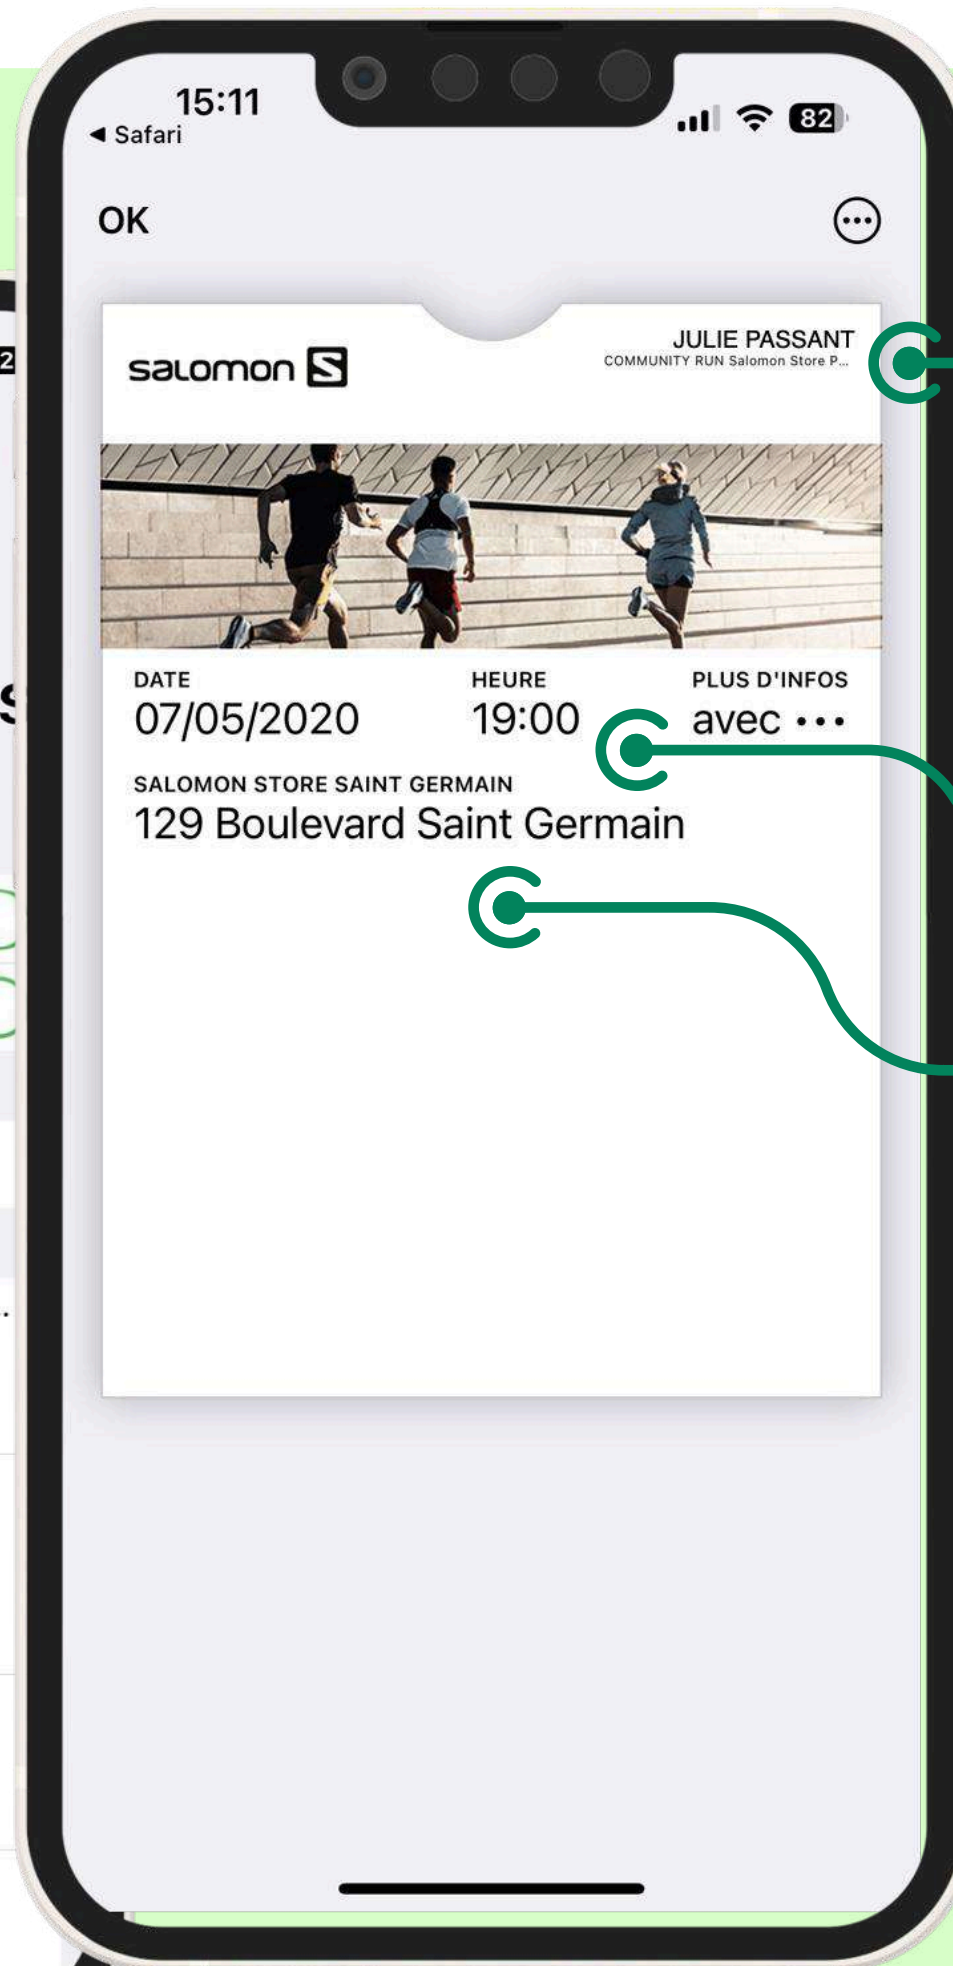 15:11
◀ Safari
82
OK
salomon
JULIE PASSANT
COMMUNITY RUN Salomon Store P...
DATE
07/05/2020
HEURE
19:00
PLUS D'INFOS
avec •••
SALOMON STORE SAINT GERMAIN
129 Boulevard Saint Germain